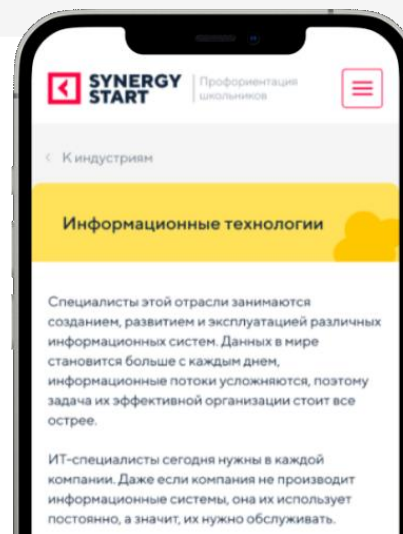 SYNERGY
START
Профориентация
школьников
К индустриям
Информационные технологии
Специалисты этой отрасли занимаются
созданием, развитием и эксплуатацией различных
информационных систем. Данных в мире
становится больше с каждым днем,
информационные потоки усложняются, поэтому
задача их эффективной организации стоит все
острее.
ИТ-специалисты сегодня нужны в каждой
компании. Даже если компания не производит
информационные системы, она их использует
постоянно, а значит, их нужно обслуживать.